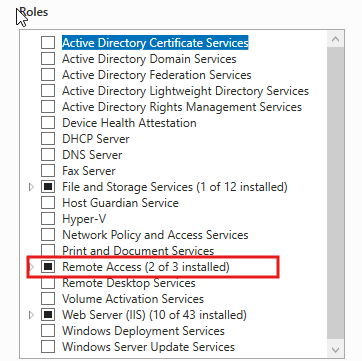 Roles
Active Directory Certificate Services
Active Directory Domain Services
Active Directory Federation Services
Active Directory Lightweight Directory Services
Active Directory Rights Management Services
Device Health Attestation
DHCP Server
DNS Server
Fax Server
File and Storage Services (1 of 12 installed)
Host Guardian Service
Hyper-V
Network Policy and Access Services
Print and Document Services
Remote Access (2 of 3 installed)
Remote Desktop Services
Volume Activation Services
Web Server (IIS) (10 of 43 installed)
Windows Deployment Services
Windows Server Update Services